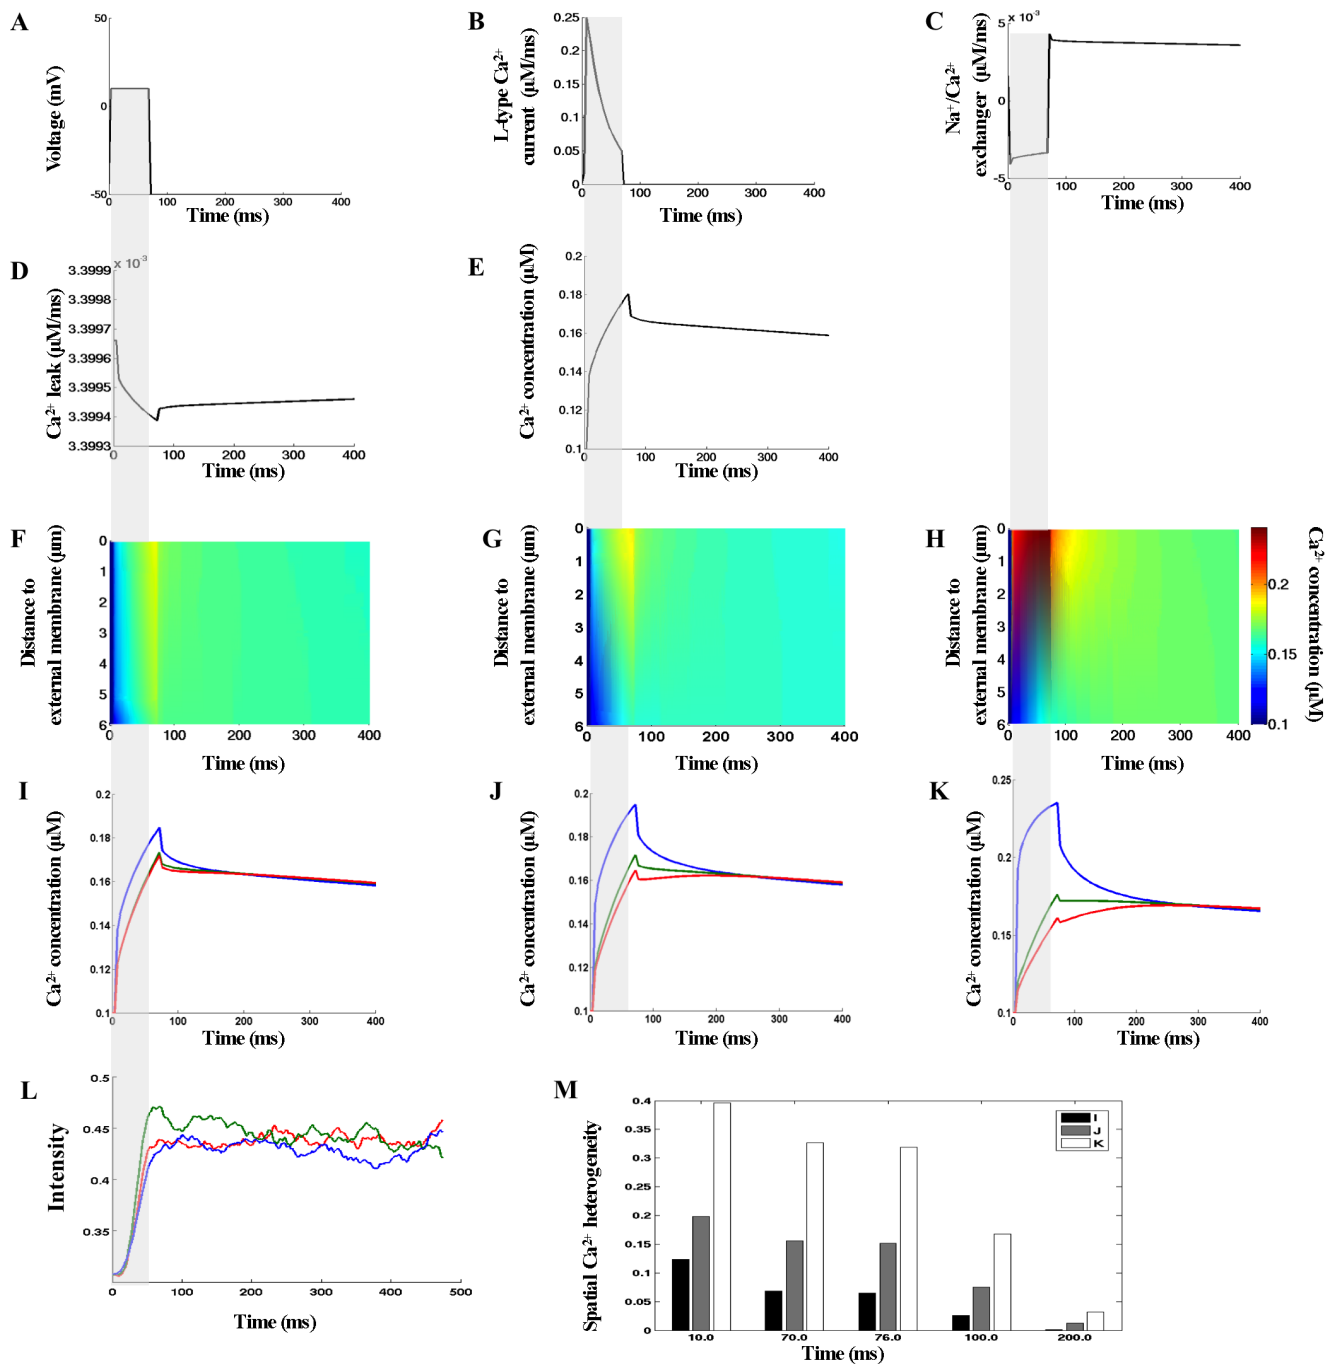 A
Voltage (mV)
50
0
-50
0 100 200 300 400
Time (ms)
B
L-type Ca2+
current (µM/ms)
0.25
0.2
0.15
0.1
0.05
0
0 100 200 300 400
Time (ms)
C
Na+/Ca2+
exchanger (µM/ms)
x 10-3
5
0
-5
0 100 200 300 400
Time (ms)
D
Ca2+ leak (µM/ms)
x 10-3
3.3999
3.3998
3.3997
3.3996
3.3995
3.3994
3.3993
0 100 200 300 400
Time (ms)
E
Ca2+ concentration (µM)
0.2
0.18
0.16
0.14
0.12
0.1
0 100 200 300 400
Time (ms)
F
Distance to
external membrane (µm)
0
1
2
3
4
5
6
0 100 200 300 400
Time (ms)
G
Distance to
external membrane (µm)
0
1
2
3
4
5
6
0 100 200 300 400
Time (ms)
H
Distance to
external membrane (µm)
0
1
2
3
4
5
6
0 100 200 300 400
Time (ms)
0.2
0.15
0.1
Ca2+ concentration (µM)
I
Ca2+ concentration (µM)
0.2
0.18
0.16
0.14
0.12
0.1
0 100 200 300 400
Time (ms)
J
Ca2+ concentration (µM)
0.2
0.18
0.16
0.14
0.12
0.1
0 100 200 300 400
Time (ms)
K
Ca2+ concentration (µM)
0.25
0.2
0.15
0.1
0 100 200 300 400
Time (ms)
L
Intensity
0.5
0.45
0.4
0.35
0 100 200 300 400 500
Time (ms)
M
Spatial Ca2+ heterogeneity
0.4
0.35
0.3
0.25
0.2
0.15
0.1
0.05
0
10.0 70.0 76.0 100.0 200.0
Time (ms)
I
J
K